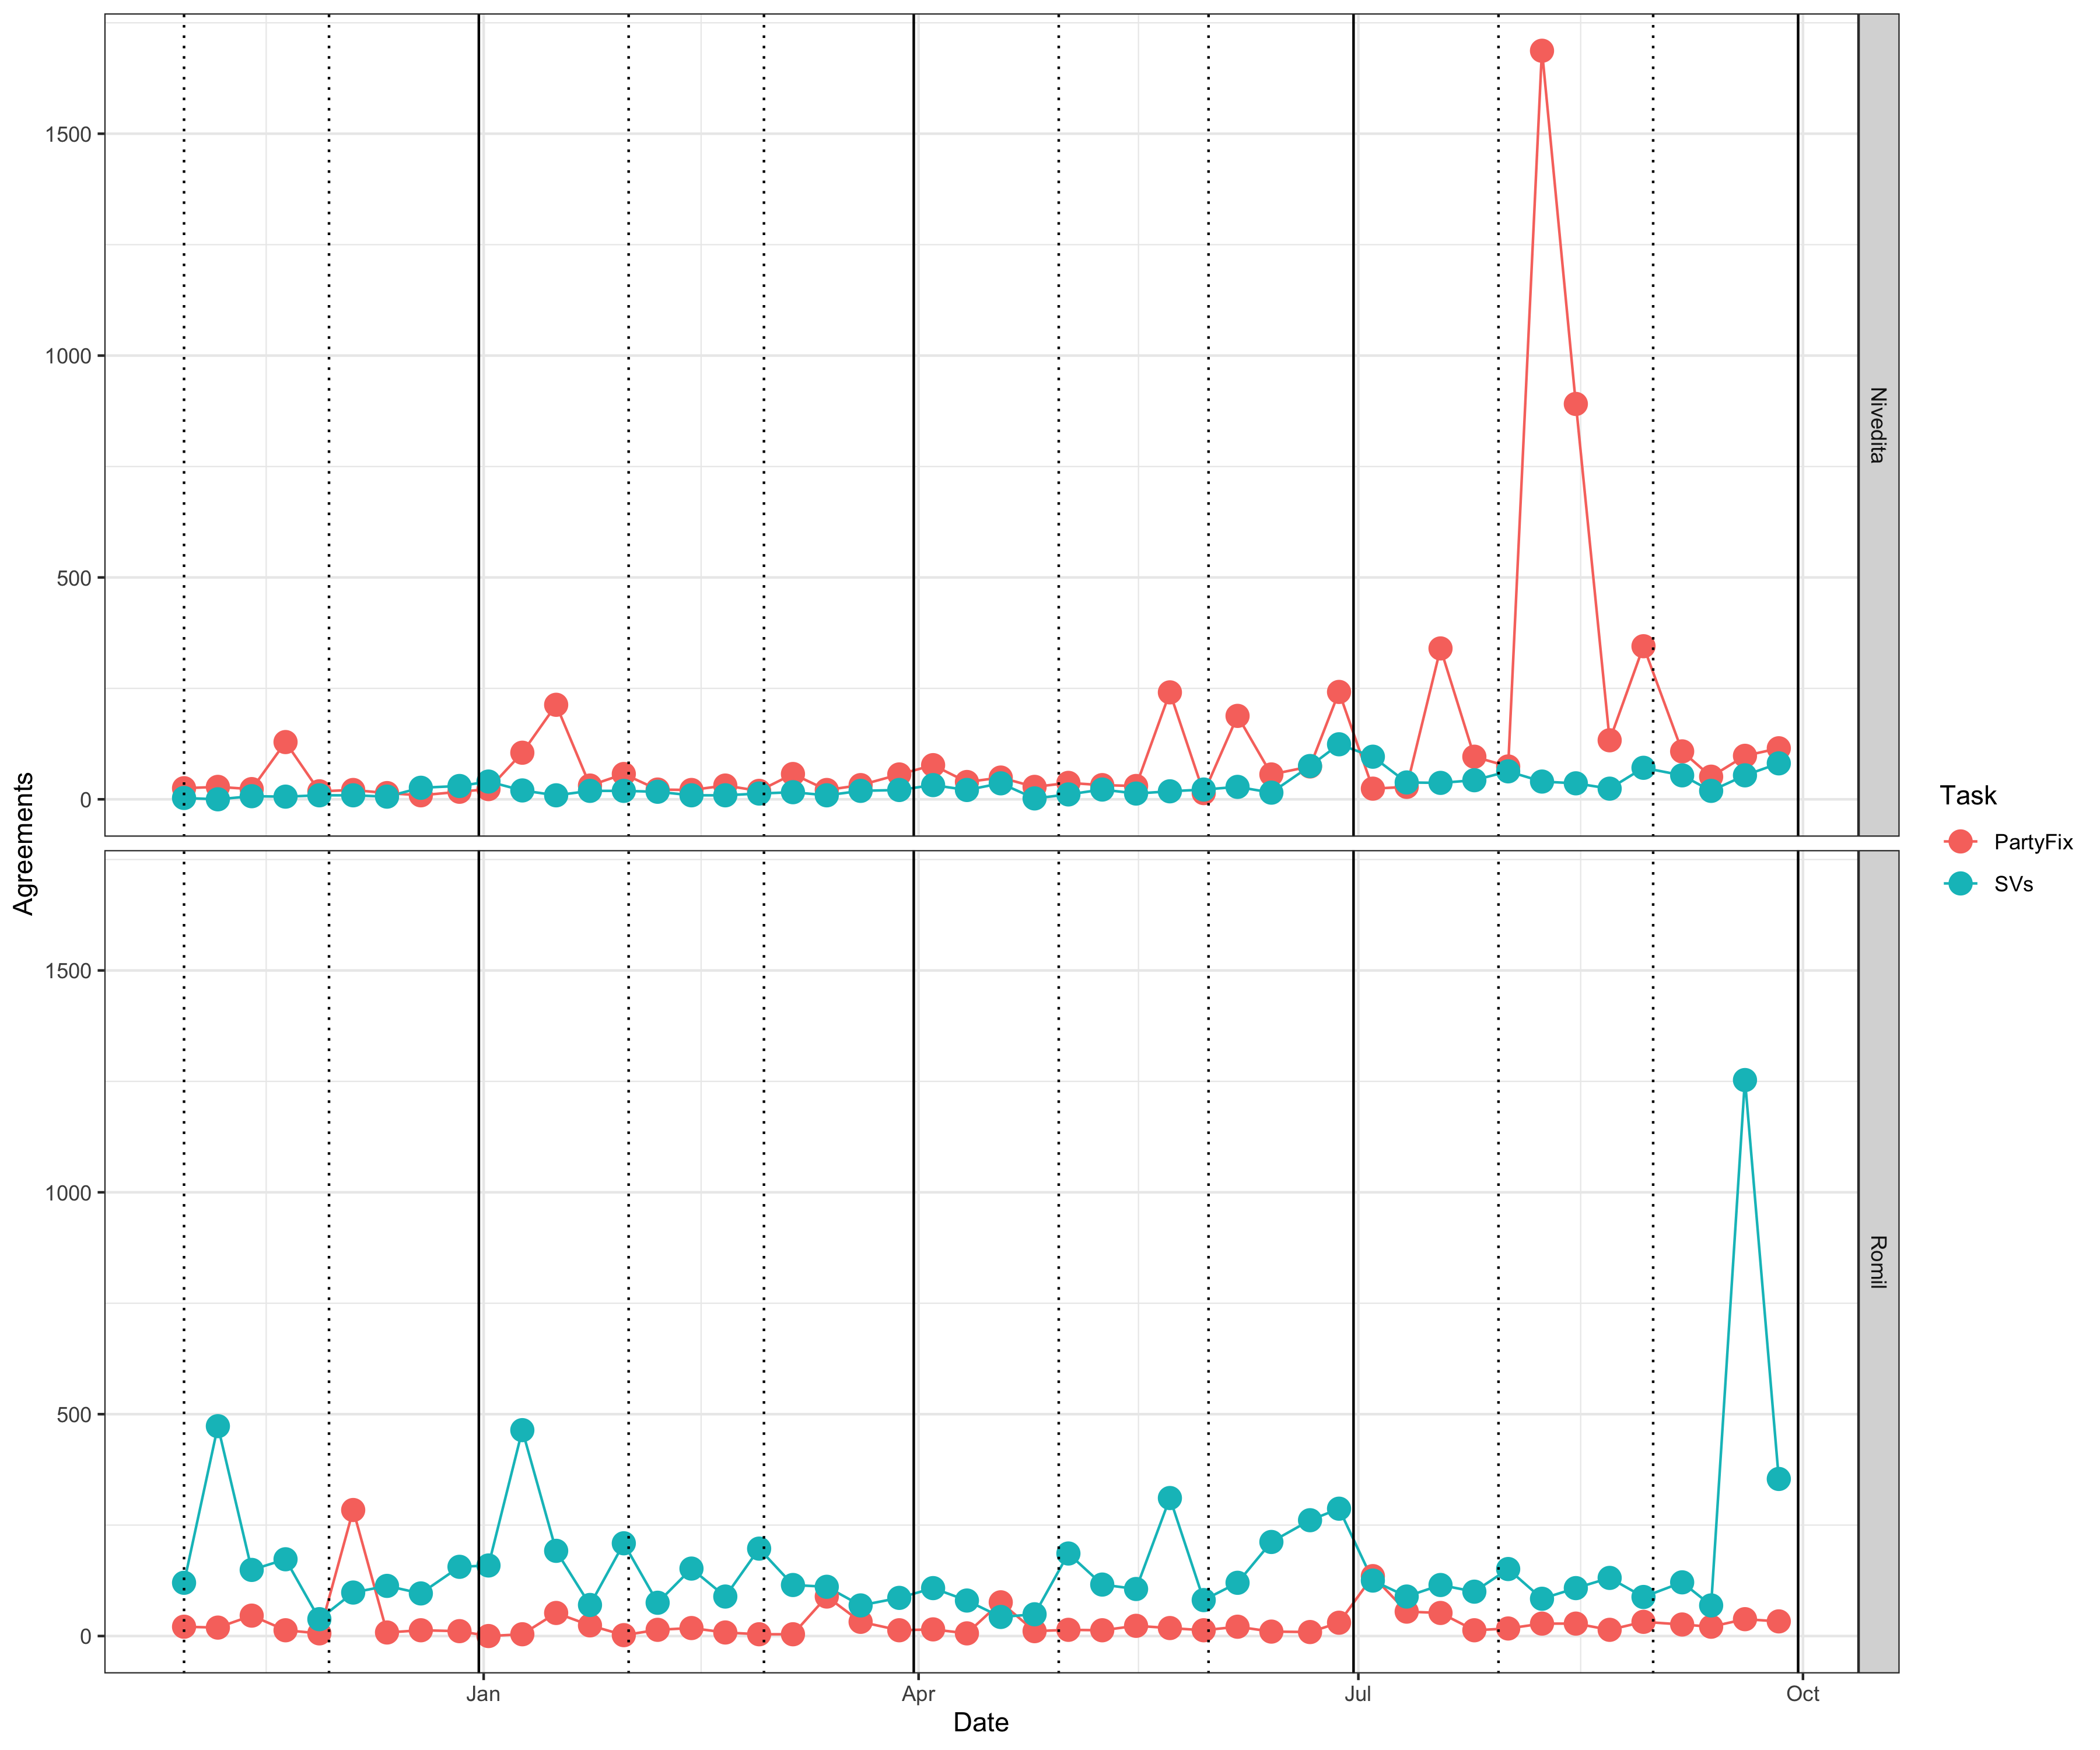 Agreements
1500
1000
500
0
Nivedita
1500
1000
500
0
Romil
Jan
Apr
Jul
Oct
Date
Task
PartyFix
SVs